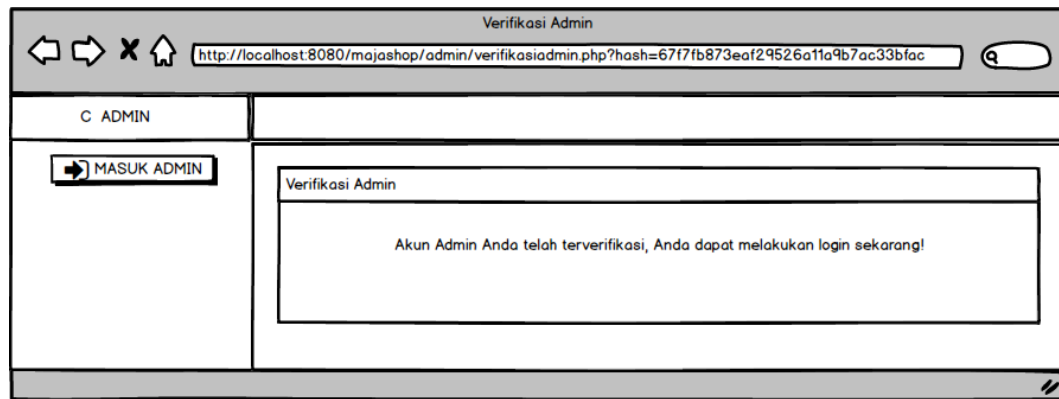 Verifikasi Admin
http://localhost:8080/majashop/admin/verifikasiadmin.php?hash=67f7fb873eaf29526a11a9b7ac33bfac
C ADMIN
MASUK ADMIN
Verifikasi Admin
Akun Admin Anda telah terverifikasi, Anda dapat melakukan login sekarang!